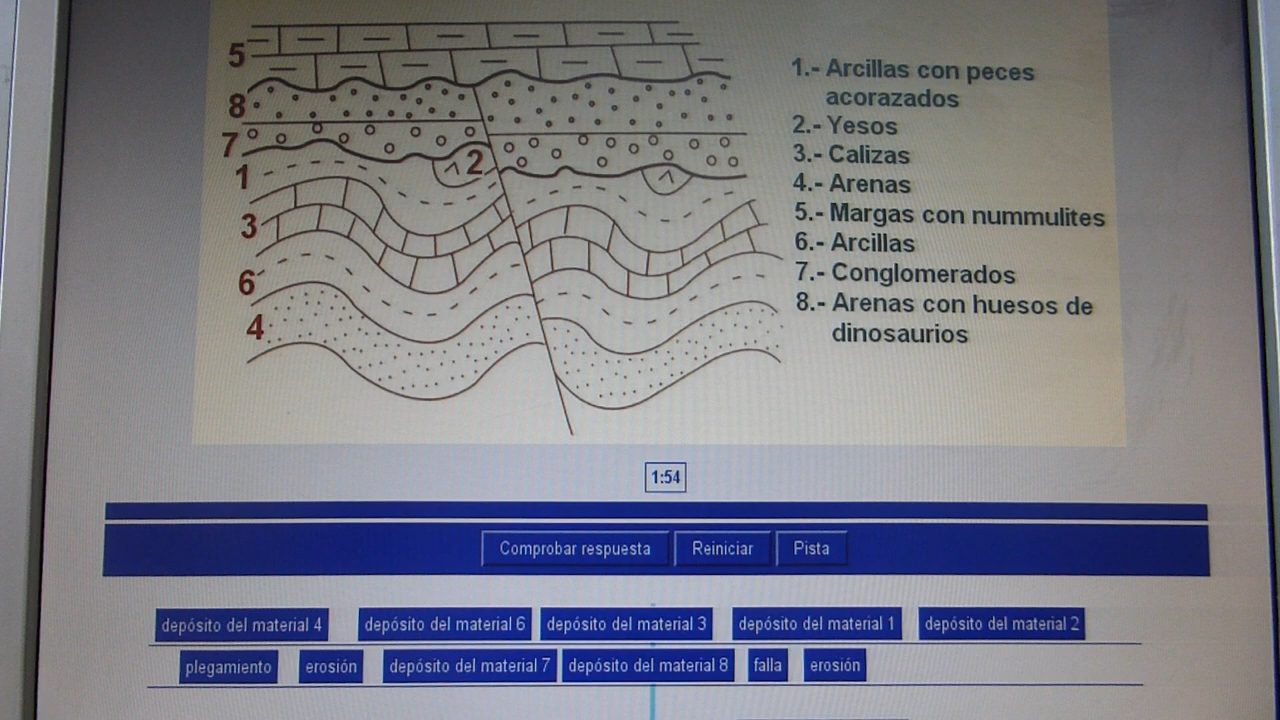 5
8
7
2
1
3
6
4
1.- Arcillas con peces
acorazados
2.- Yesos
3.- Calizas
4.- Arenas
5.- Margas con nummulites
6.- Arcillas
7.- Conglomerados
8.- Arenas con huesos de
dinosaurios
1:54
Comprobar respuesta Reiniciar Pista
depósito del material 4 depósito del material 6 depósito del material 3 depósito del material 1 depósito del material 2
plegamiento erosión depósito del material 7 depósito del material 8 falla erosión